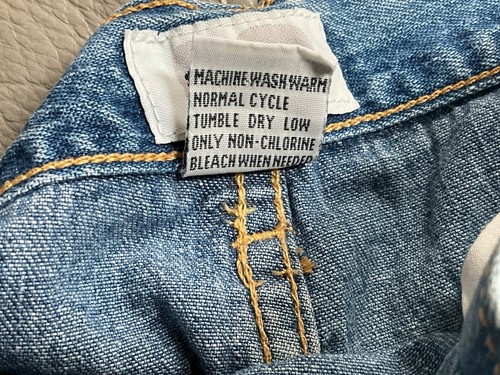 MACHINE WASH WARM
NORMAL CYCLE
TUMBLE DRY LOW
ONLY NON-CHLORINE
BLEACH WHEN NEEDED